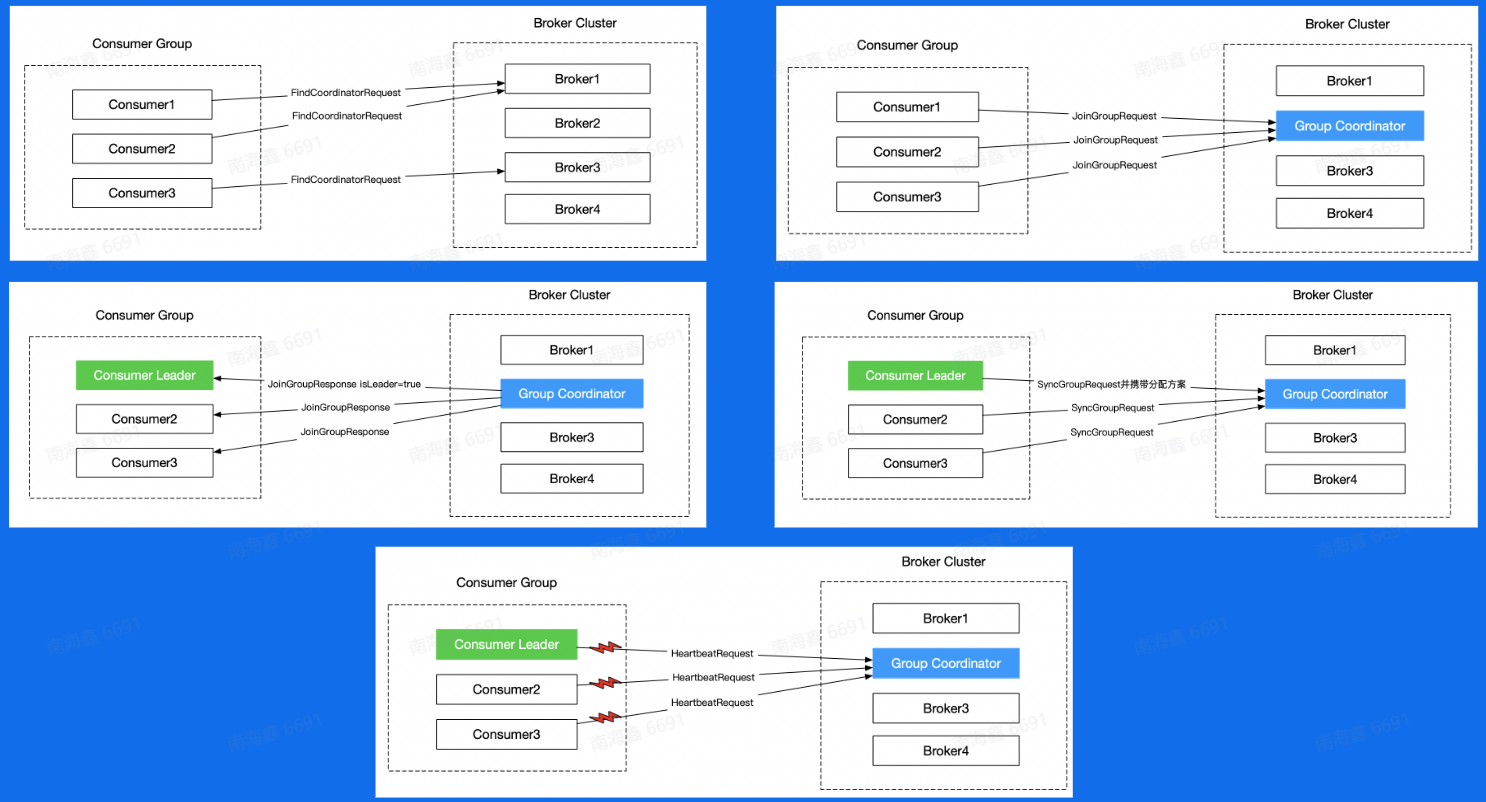 Consumer Group
Broker Cluster
Consumer1
Consumer2
Consumer3
FindCoordinatorRequest
FindCoordinatorRequest
FindCoordinatorRequest
Broker1
Broker2
Broker3
Broker4
Consumer Group
Broker Cluster
Consumer1
Consumer2
Consumer3
JoinGroupRequest
JoinGroupRequest
JoinGroupRequest
Broker1
Group Coordinator
Broker3
Broker4
Consumer Group
Broker Cluster
Consumer Leader
Consumer2
Consumer3
JoinGroupResponse isLeader=true
JoinGroupResponse
JoinGroupResponse
Broker1
Group Coordinator
Broker3
Broker4
Consumer Group
Broker Cluster
Consumer Leader
Consumer2
Consumer3
SyncGroupRequest并携带分配方案
SyncGroupRequest
SyncGroupRequest
Broker1
Group Coordinator
Broker3
Broker4
Consumer Group
Broker Cluster
Consumer Leader
Consumer2
Consumer3
HeartbeatRequest
HeartbeatRequest
HeartbeatRequest
Broker1
Group Coordinator
Broker3
Broker4
南海鑫 6691